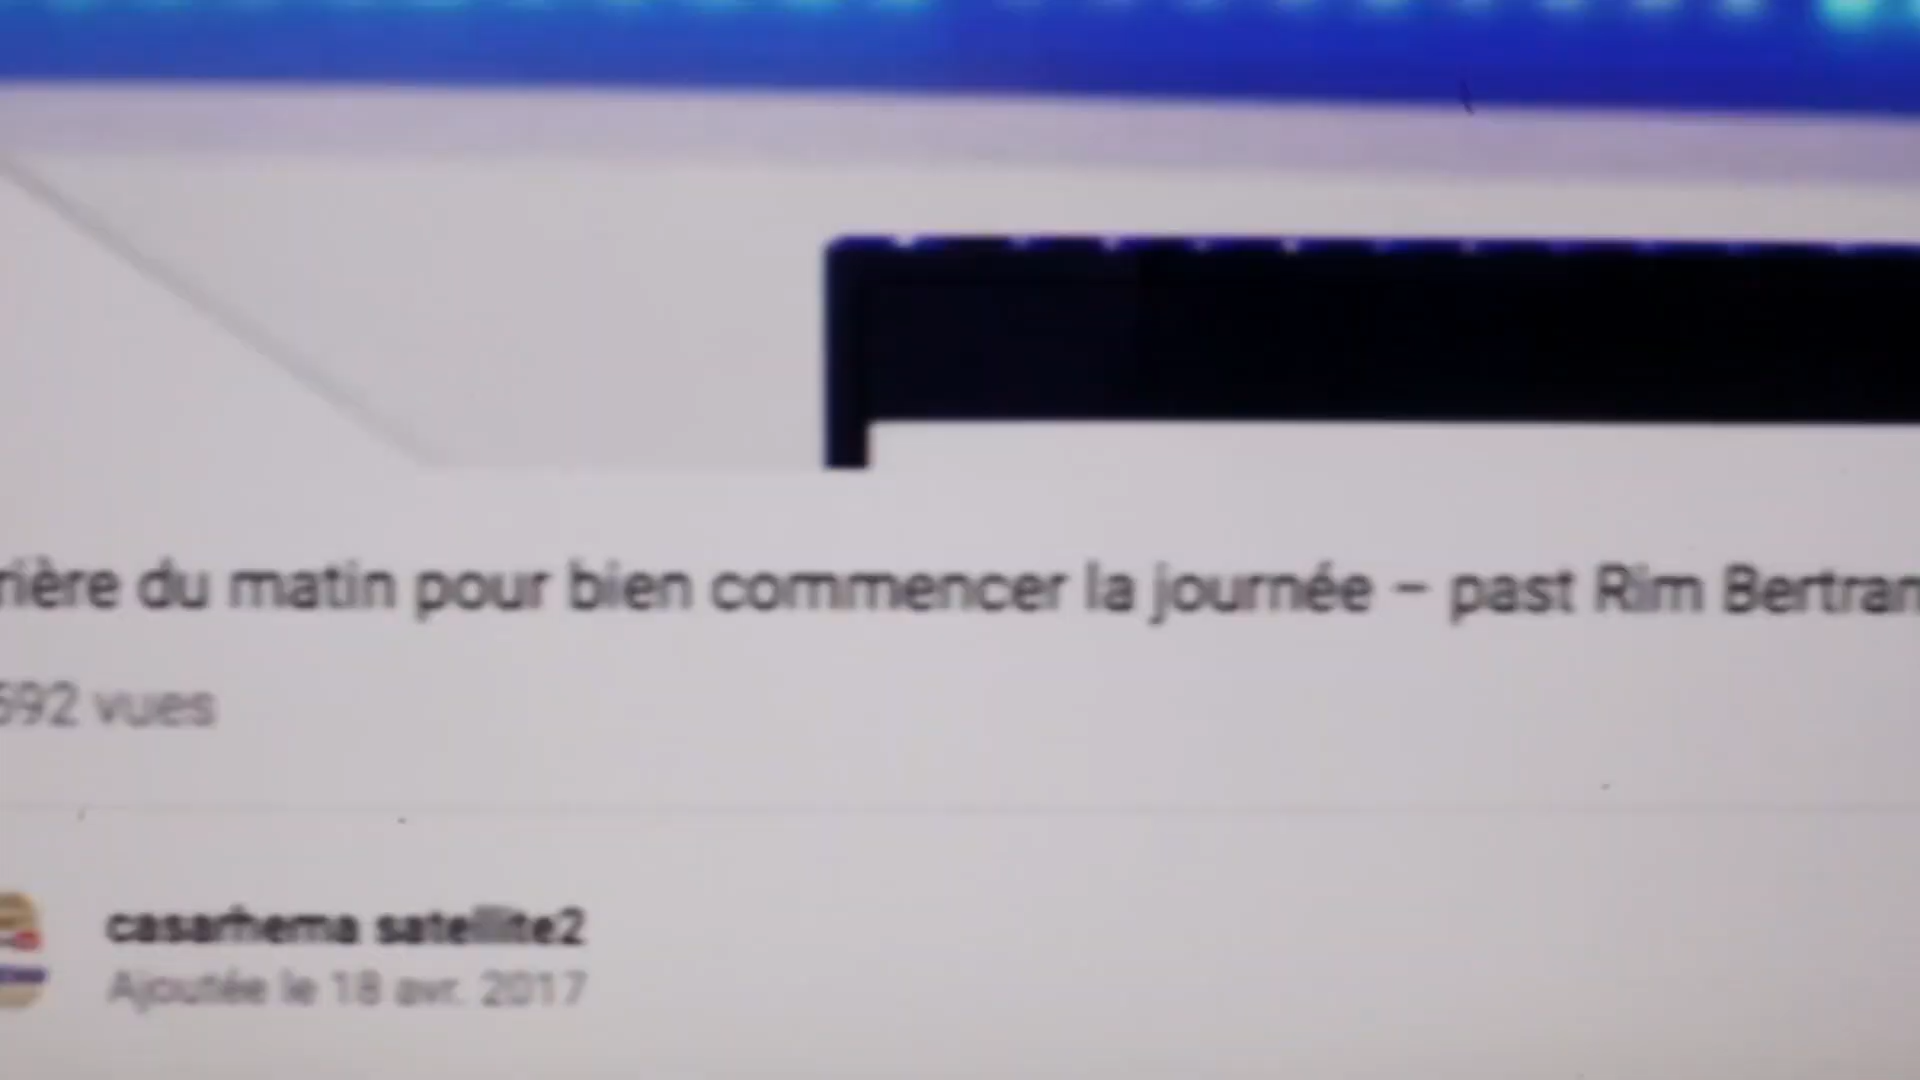 rière du matin pour bien commencer la journée – past Rim Bertran
592 vues
casarhema satellite2
Ajoutée le 18 avr. 2017